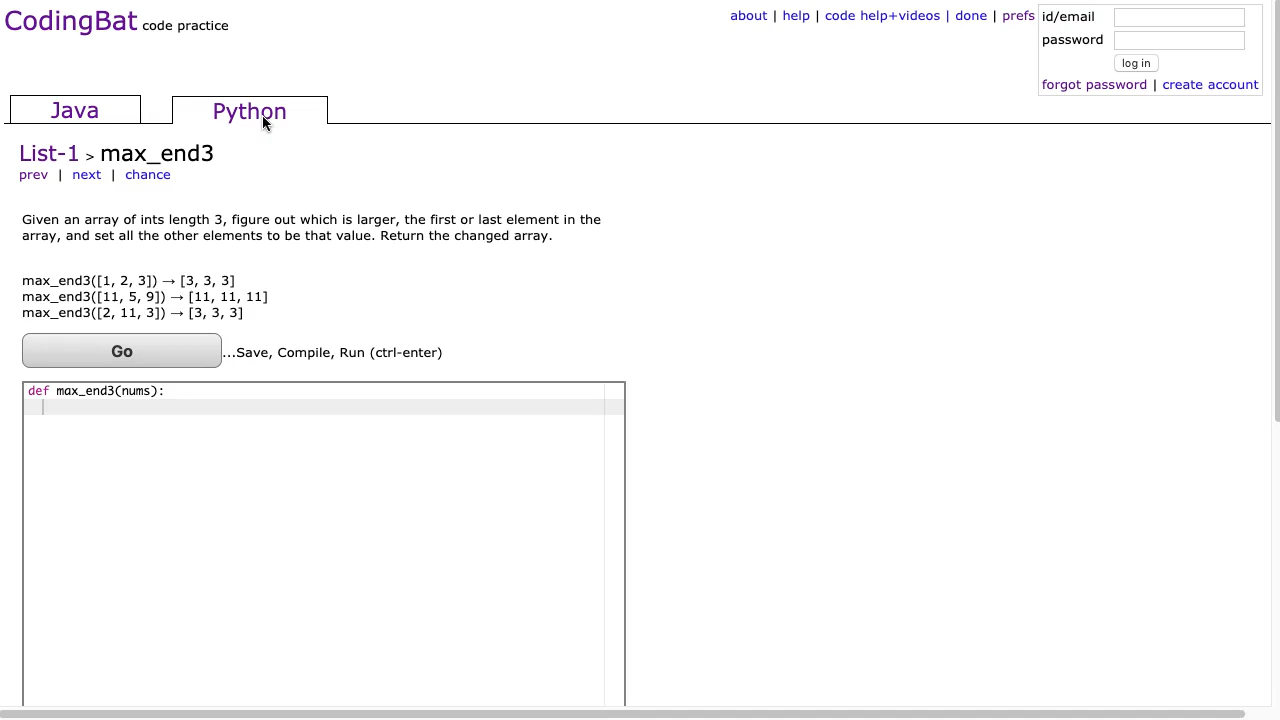 CodingBat code practice
about | help | code help+videos | done | prefs
id/email
password
log in
forgot password | create account
Java
Python
List-1 > max_end3
prev | next | chance
Given an array of ints length 3, figure out which is larger, the first or last element in the
array, and set all the other elements to be that value. Return the changed array.
max_end3([1, 2, 3]) → [3, 3, 3]
max_end3([11, 5, 9]) → [11, 11, 11]
max_end3([2, 11, 3]) → [3, 3, 3]
Go
...Save, Compile, Run (ctrl-enter)
def max_end3(nums):